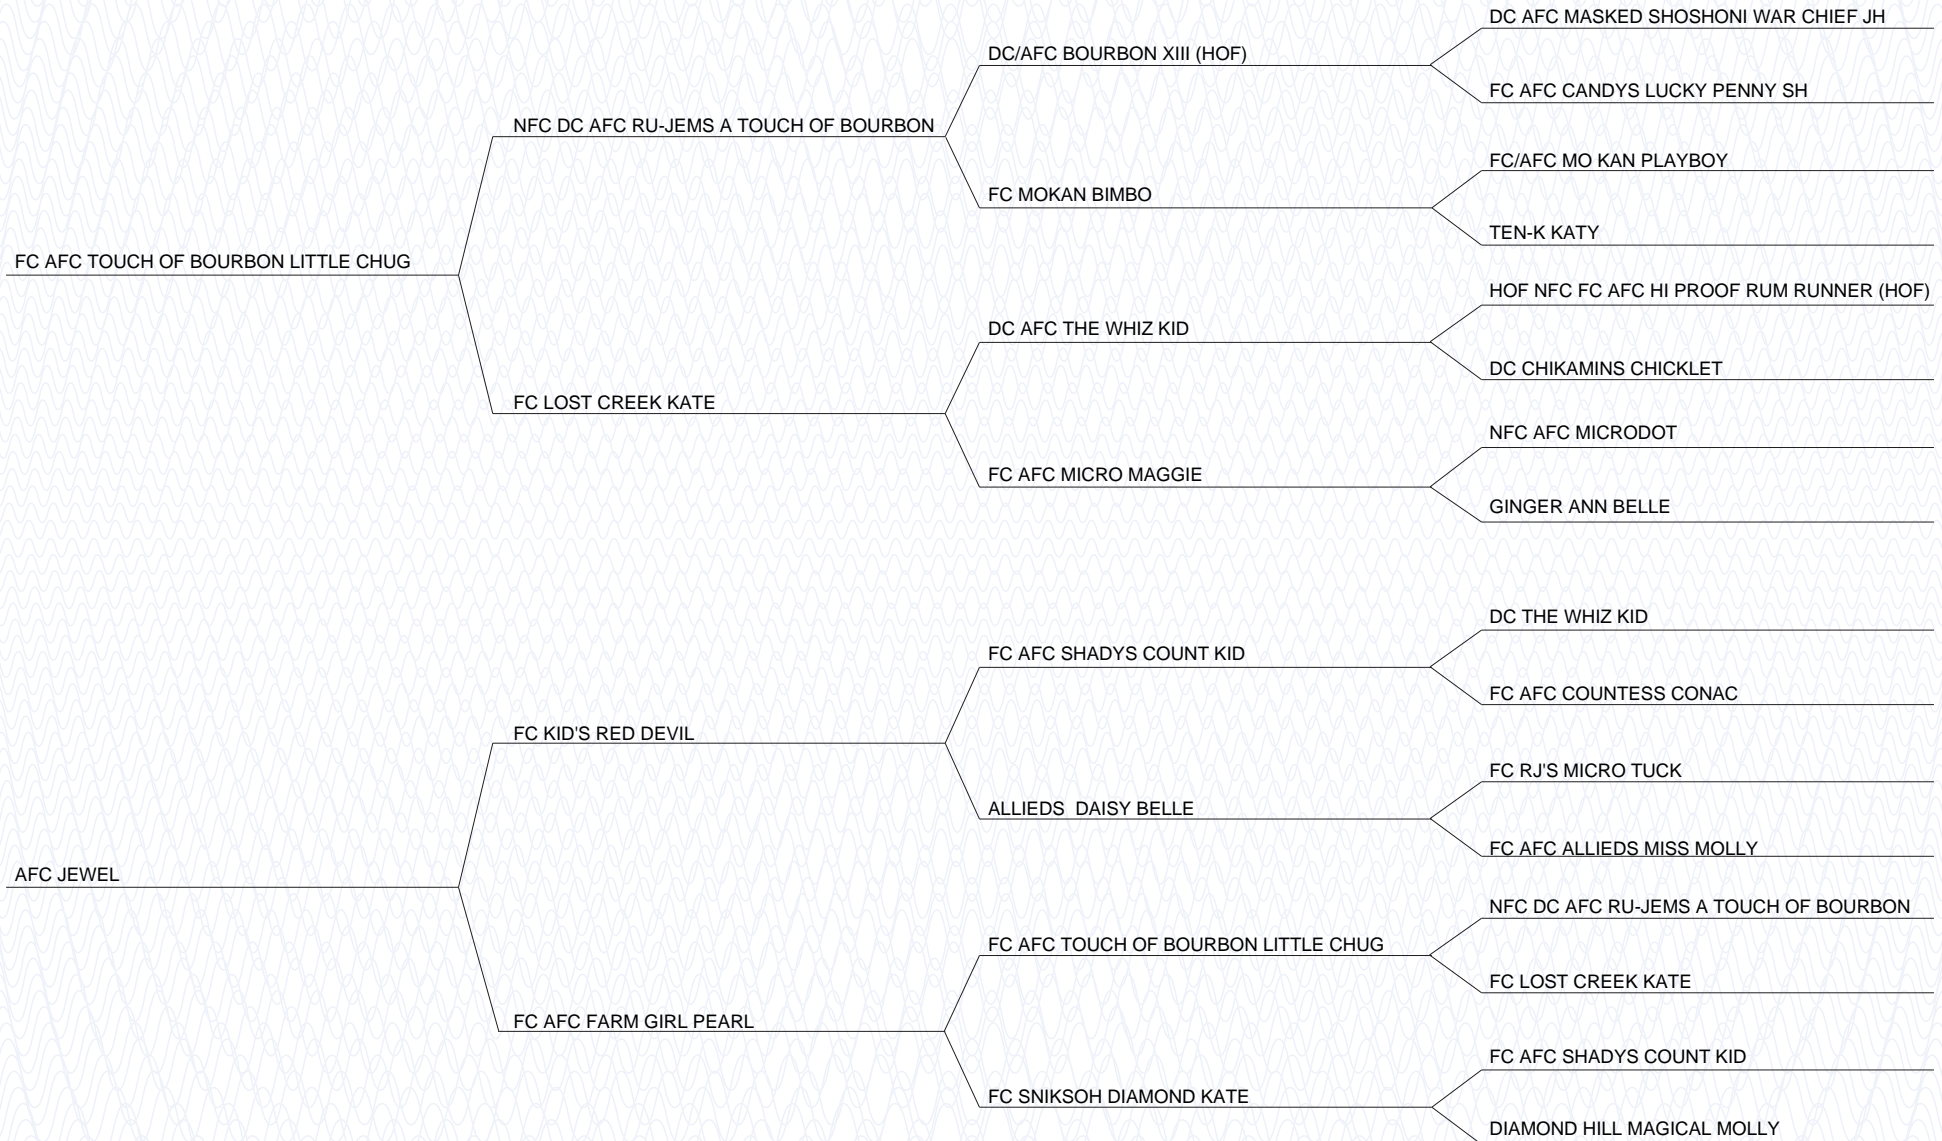 DC AFC MASKED SHOSHONI WAR CHIEF JH
DC/AFC BOURBON XIII (HOF)
FC AFC CANDYS LUCKY PENNY SH
NFC DC AFC RU-JEMS A TOUCH OF BOURBON
FC/AFC MO KAN PLAYBOY
FC MOKAN BIMBO
TEN-K KATY
FC AFC TOUCH OF BOURBON LITTLE CHUG
HOF NFC FC AFC HI PROOF RUM RUNNER (HOF)
DC AFC THE WHIZ KID
DC CHIKAMINS CHICKLET
FC LOST CREEK KATE
NFC AFC MICRODOT
FC AFC MICRO MAGGIE
GINGER ANN BELLE
DC THE WHIZ KID
FC AFC SHADYS COUNT KID
FC AFC COUNTESS CONAC
FC KID'S RED DEVIL
FC RJ'S MICRO TUCK
ALLIEDS  DAISY BELLE
FC AFC ALLIEDS MISS MOLLY
AFC JEWEL
NFC DC AFC RU-JEMS A TOUCH OF BOURBON
FC AFC TOUCH OF BOURBON LITTLE CHUG
FC LOST CREEK KATE
FC AFC FARM GIRL PEARL
FC AFC SHADYS COUNT KID
FC SNIKSOH DIAMOND KATE
DIAMOND HILL MAGICAL MOLLY